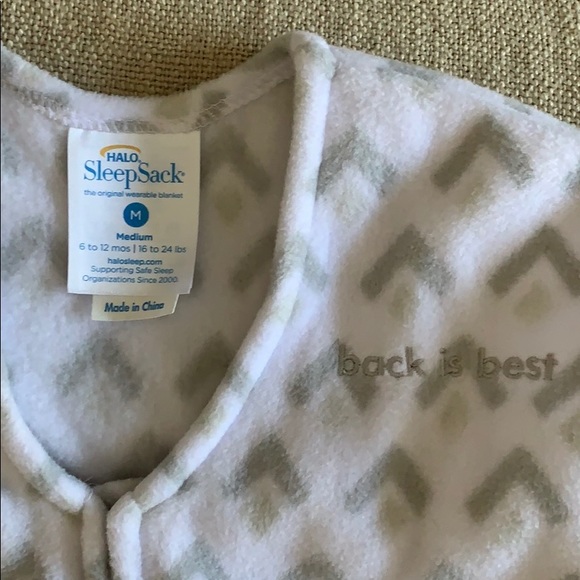 HALO.
SleepSack®
the original wearable blanket
M
Medium
6 to 12 mos | 16 to 24 lbs
halosleep.com
Supporting Safe Sleep
Organizations Since 2000.
Made in China
back is best